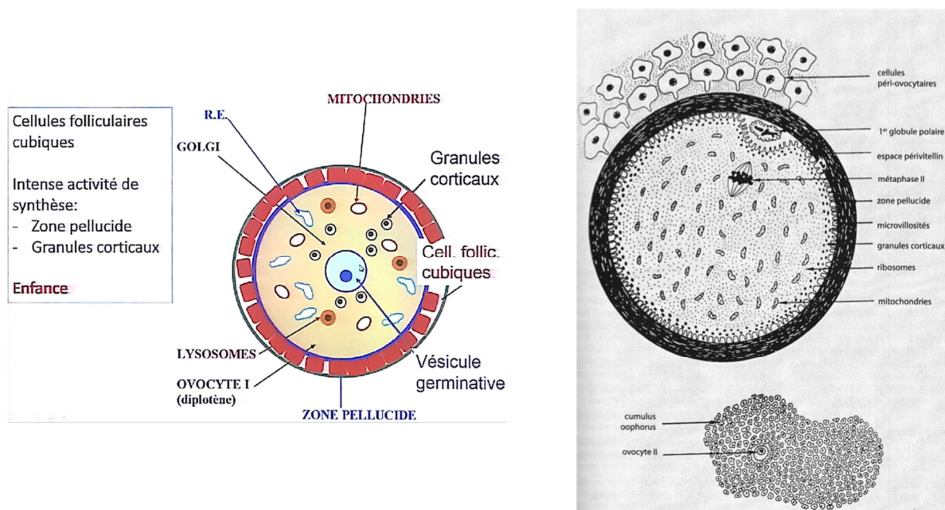 Cellules folliculaires
cubiques
Intense activité de
synthèse:
- Zone pellucide
- Granules corticaux
Enfance
MITOCHONDRIES
R.E.
GOLGI
Granules
corticaux
Cell. follic.
cubiques
LYSOSOMES
OVOCYTE I
(diplotène)
Vésicule
germinative
ZONE PELLUCIDE
cellules
péri-ovocytaires
1er globule polaire
espace périvitellin
métaphase II
zone pellucide
microvillosités
granules corticaux
ribosomes
mitochondries
cumulus
oophorus
ovocyte II